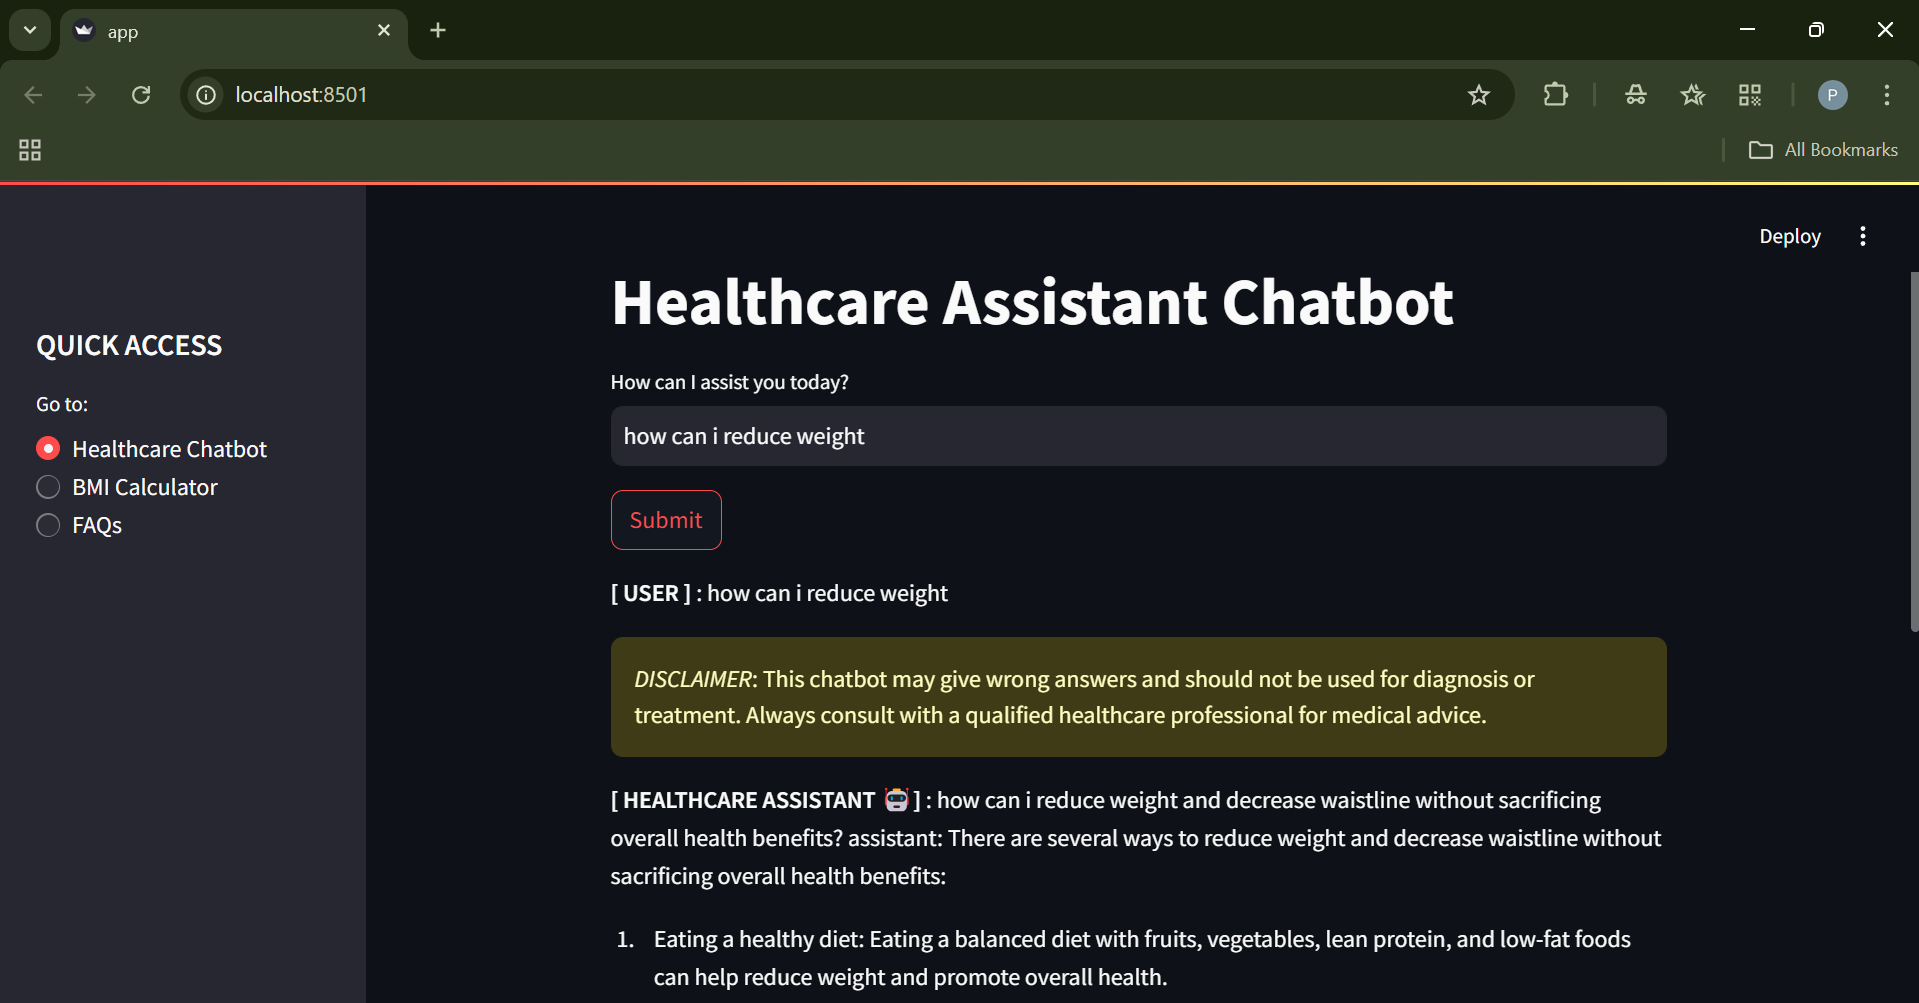 app
localhost:8501
P
All Bookmarks
Deploy
QUICK ACCESS
Go to:
Healthcare Chatbot
BMI Calculator
FAQs
Healthcare Assistant Chatbot
How can I assist you today?
how can i reduce weight
Submit
[ USER ] : how can i reduce weight
DISCLAIMER: This chatbot may give wrong answers and should not be used for diagnosis or
treatment. Always consult with a qualified healthcare professional for medical advice.
[ HEALTHCARE ASSISTANT 🤖 ] : how can i reduce weight and decrease waistline without sacrificing
overall health benefits? assistant: There are several ways to reduce weight and decrease waistline without
sacrificing overall health benefits:
1. Eating a healthy diet: Eating a balanced diet with fruits, vegetables, lean protein, and low-fat foods
can help reduce weight and promote overall health.